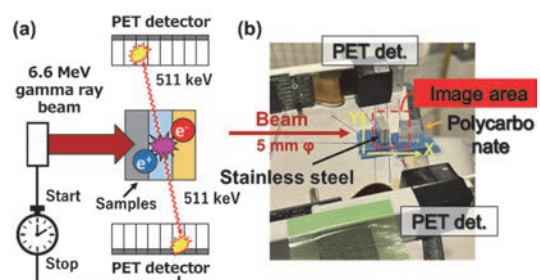 (a)
PET detector
6.6 MeV
gamma ray
beam
511 keV
e-
e+
Start
Samples
511 keV
Stop
PET detector
(b)
PET det.
Image area
Beam
5 mm φ
Y
Polycarbo
nate
X
Stainless steel
PET det.